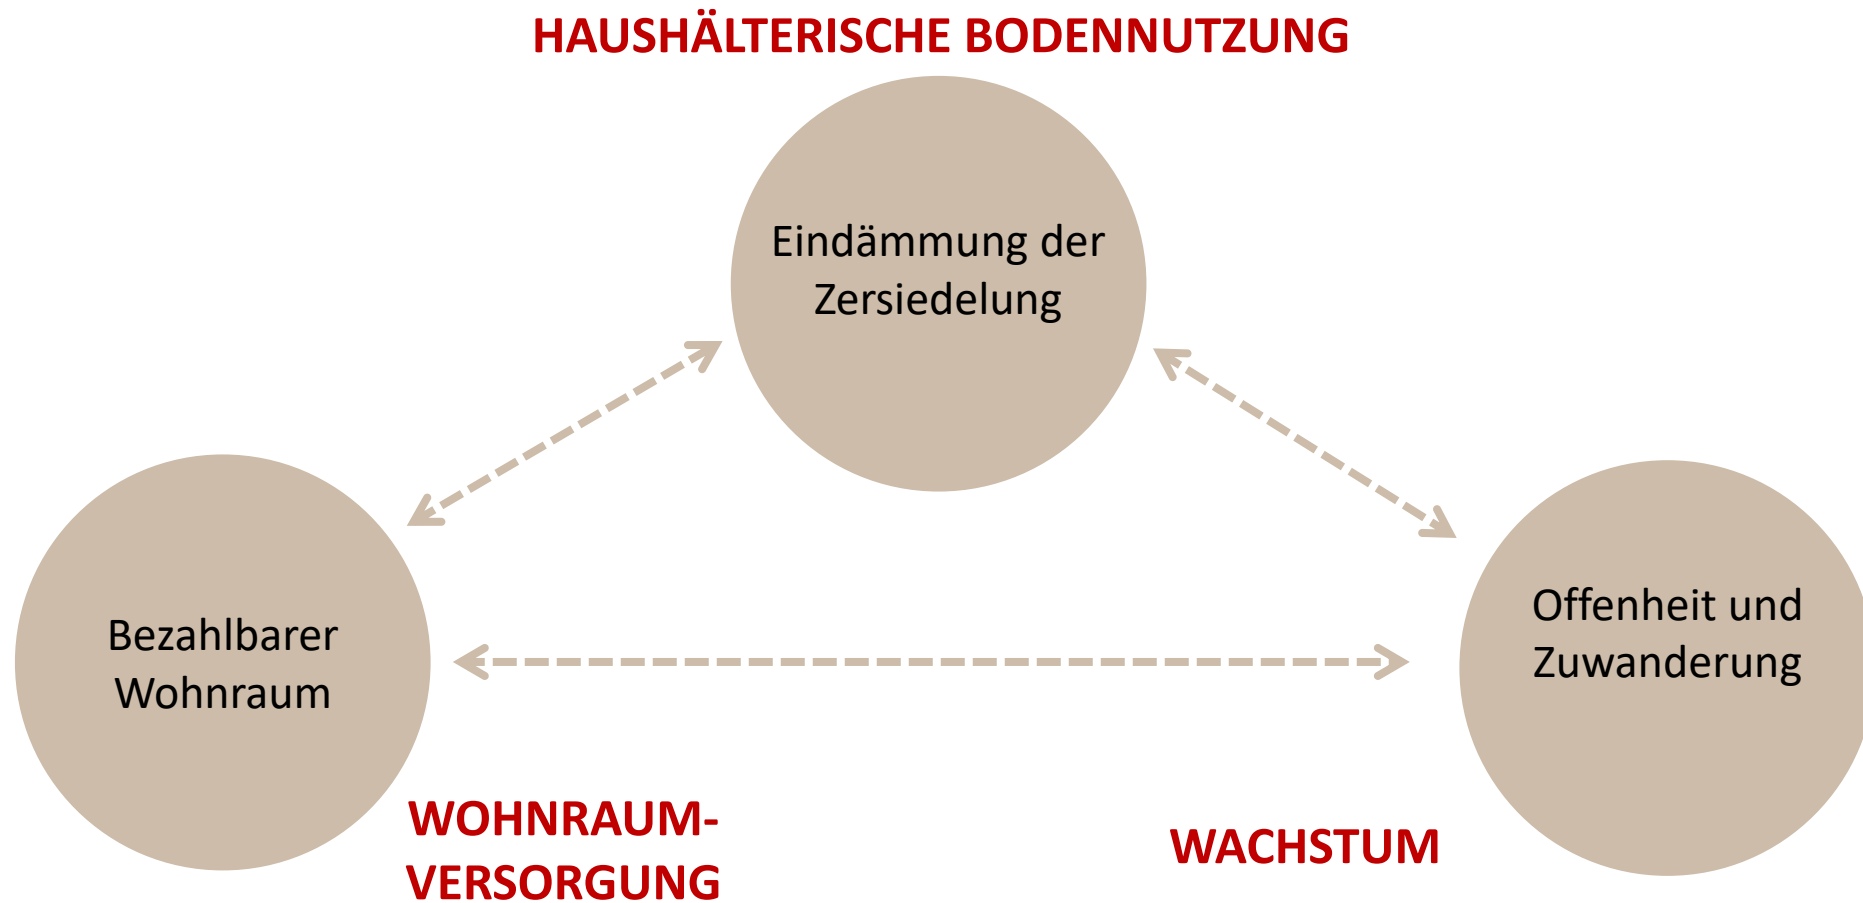 HAUSHÄLTERISCHE BODENNUTZUNG
Eindämmung der
Zersiedelung
Bezahlbarer
Wohnraum
Offenheit und
Zuwanderung
WOHNRAUM-
VERSORGUNG
WACHSTUM